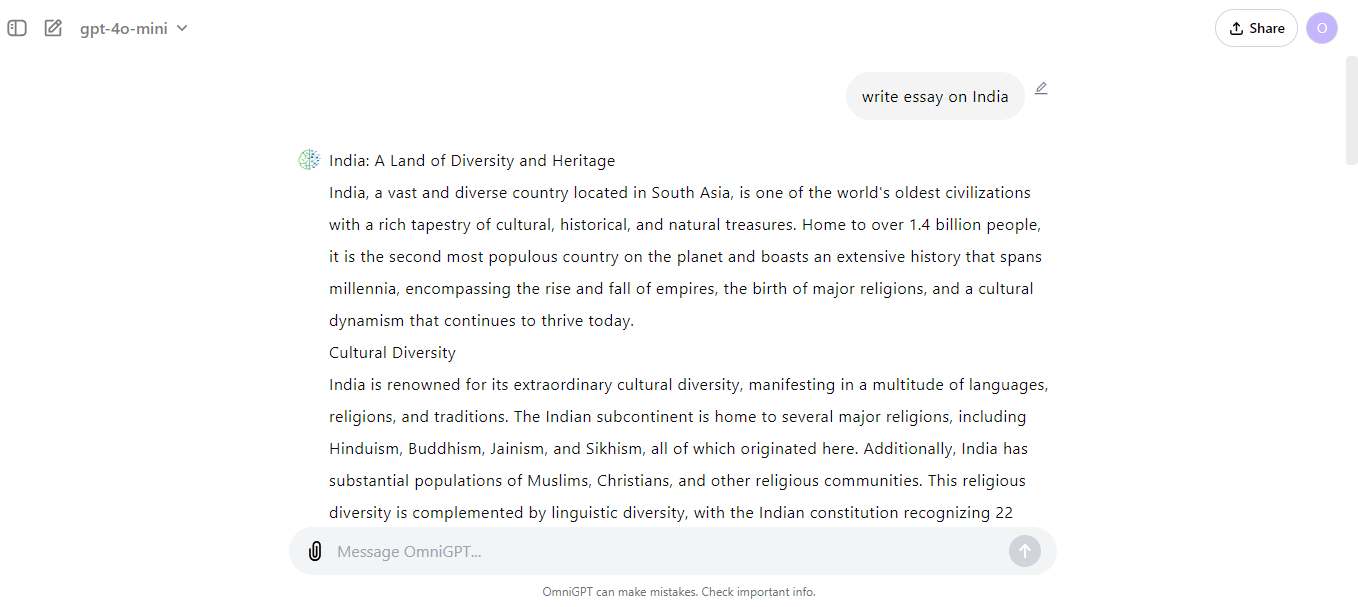 gpt-4o-mini
Share
O
write essay on India
India: A Land of Diversity and Heritage
India, a vast and diverse country located in South Asia, is one of the world's oldest civilizations
with a rich tapestry of cultural, historical, and natural treasures. Home to over 1.4 billion people,
it is the second most populous country on the planet and boasts an extensive history that spans
millennia, encompassing the rise and fall of empires, the birth of major religions, and a cultural
dynamism that continues to thrive today.
Cultural Diversity
India is renowned for its extraordinary cultural diversity, manifesting in a multitude of languages,
religions, and traditions. The Indian subcontinent is home to several major religions, including
Hinduism, Buddhism, Jainism, and Sikhism, all of which originated here. Additionally, India has
substantial populations of Muslims, Christians, and other religious communities. This religious
diversity is complemented by linguistic diversity, with the Indian constitution recognizing 22
Message OmniGPT...
OmniGPT can make mistakes. Check important info.